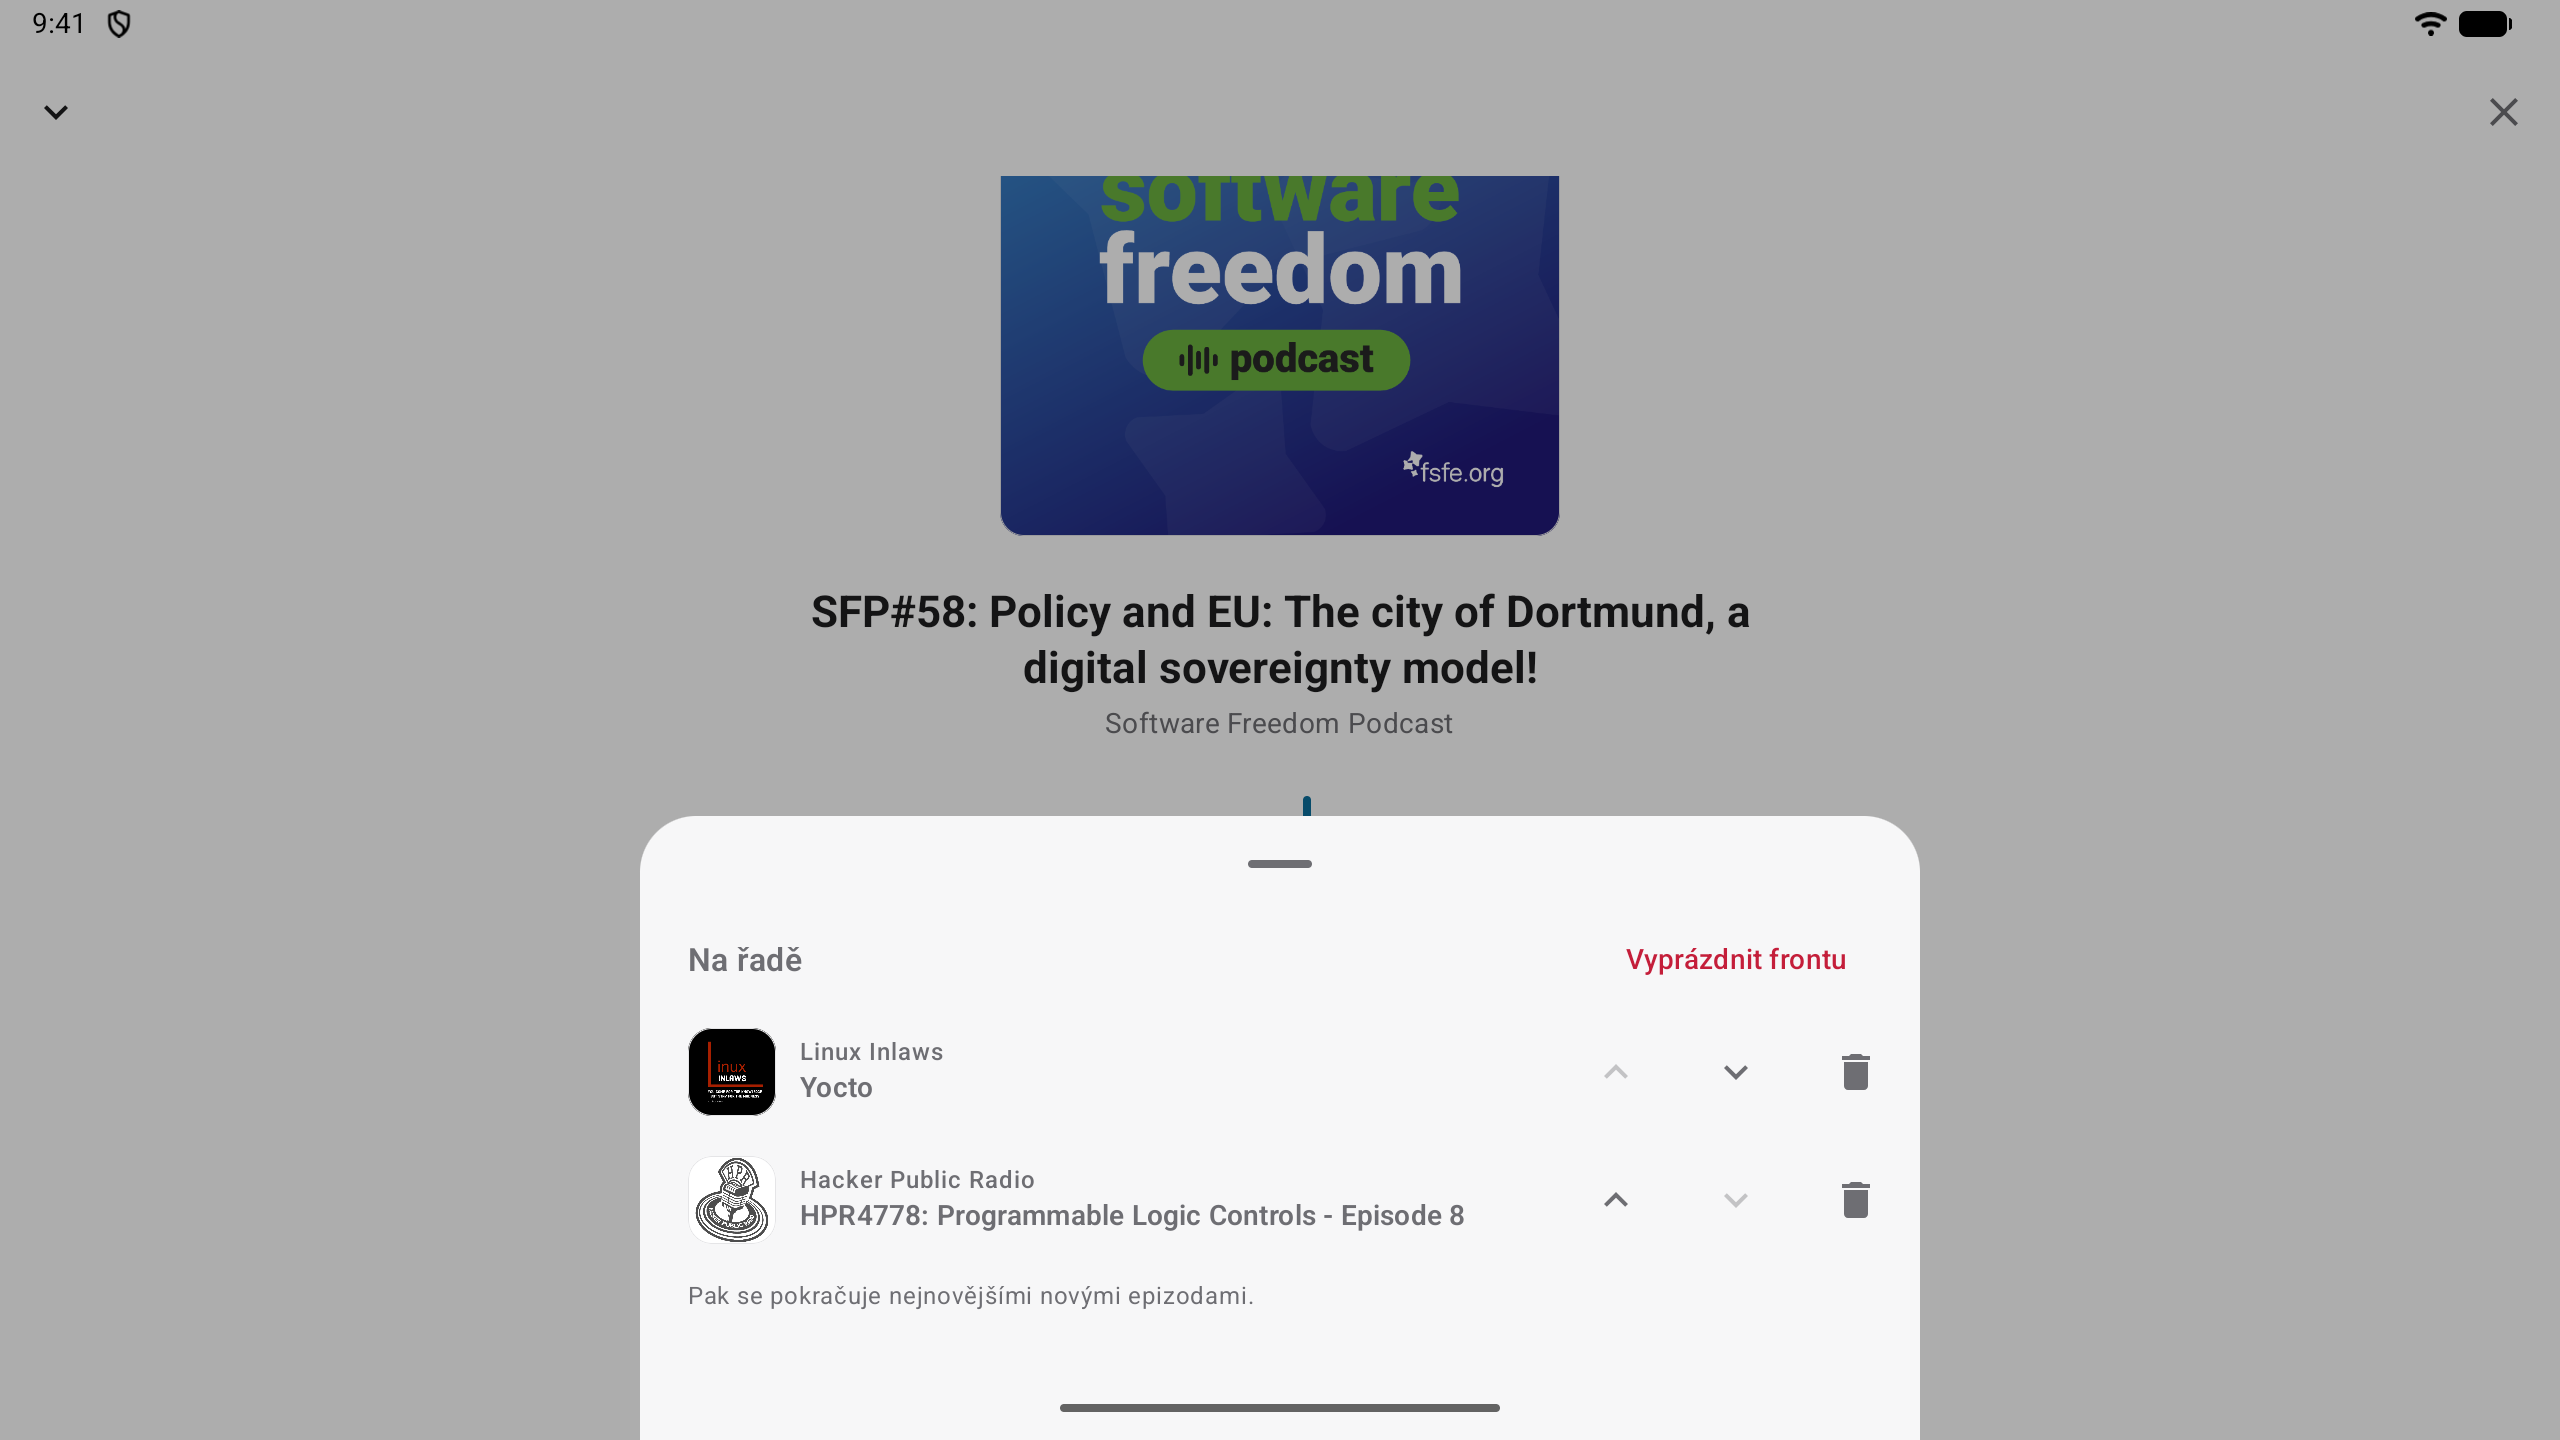 9:41
software
freedom
podcast
fsfe.org
SFP#58: Policy and EU: The city of Dortmund, a
digital sovereignty model!
Software Freedom Podcast
Na řadě
Vyprázdnit frontu
Linux Inlaws
inux
INLAWS
Yocto
Hacker Public Radio
HPR4778: Programmable Logic Controls - Episode 8
Pak se pokračuje nejnovějšími novými epizodami.